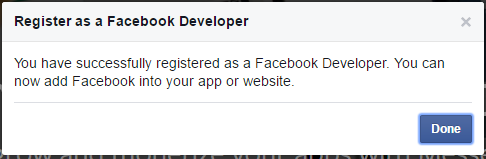 Register as a Facebook Developer
You have successfully registered as a Facebook Developer. You can
now add Facebook into your app or website.
Done